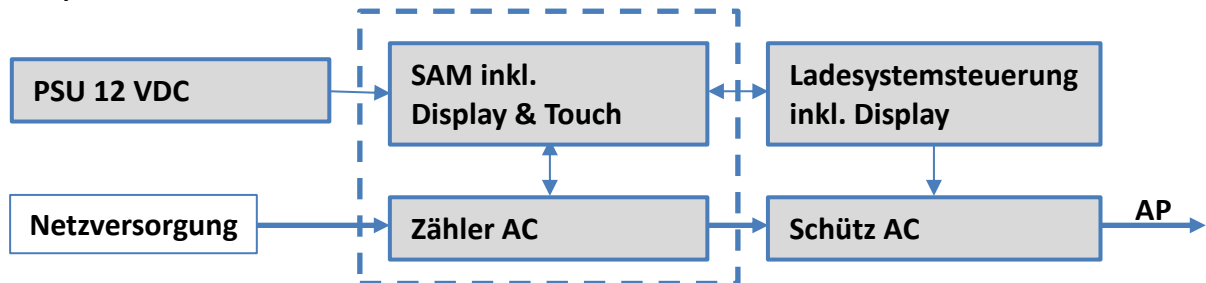 PSU 12 VDC
SAM inkl.
Display & Touch
Ladesystemsteuerung
inkl. Display
Netzversorgung
Zähler AC
Schütz AC
AP